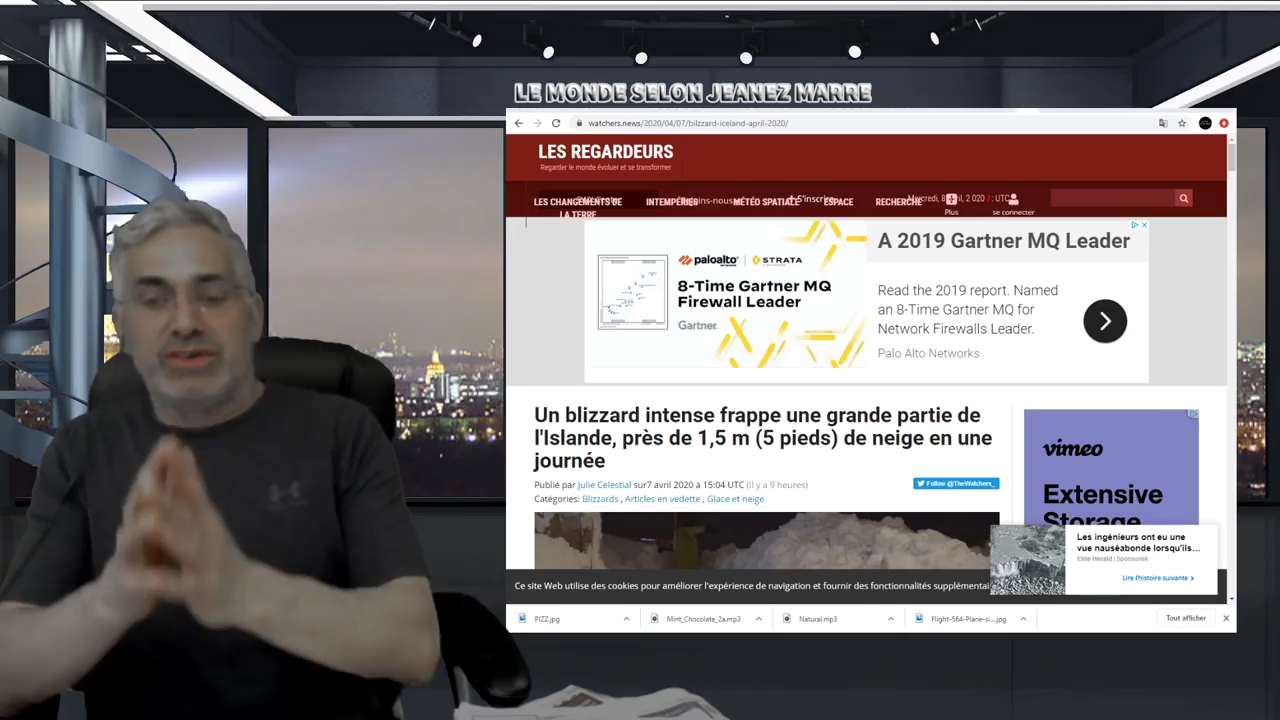 LE MONDE SELON JEANEZ MARRE
watchers.news/2020/04/07/bilzzard-iceland-april-2020/
LES REGARDEURS
Regarder le monde évoluer et se transformer
LES CHANGEMENTS DE LA TERRE
INTEMPÉRIES
MÉTÉO SPATIALE
S'inscrire
ESPACE
RECHERCHE
Plus
se connecter
paloalto NETWORKS STRATA
8-Time Gartner MQ
Firewall Leader
Gartner
A 2019 Gartner MQ Leader
Read the 2019 report. Named
an 8-Time Gartner MQ for
Network Firewalls Leader.
Palo Alto Networks
Un blizzard intense frappe une grande partie de
l'Islande, près de 1,5 m (5 pieds) de neige en une
journée
Publié par Julie Celestial sur7 avril 2020 à 15:04 UTC (Il y a 9 heures)
Follow @TheWatchers_
Catégories: Blizzards , Articles en vedette , Glace et neige
vimeo
Extensive
Storage
Les ingénieurs ont eu une
vue nauséabonde lorsqu'ils...
Elite Herald | Sponsorisé
Lire l'histoire suivante >
Ce site Web utilise des cookies pour améliorer l'expérience de navigation et fournir des fonctionnalités
PIZZ.jpg
Mint_Chocolate_2a.mp3
Natural.mp3
Flight-564-Plane-si...jpg
Tout afficher